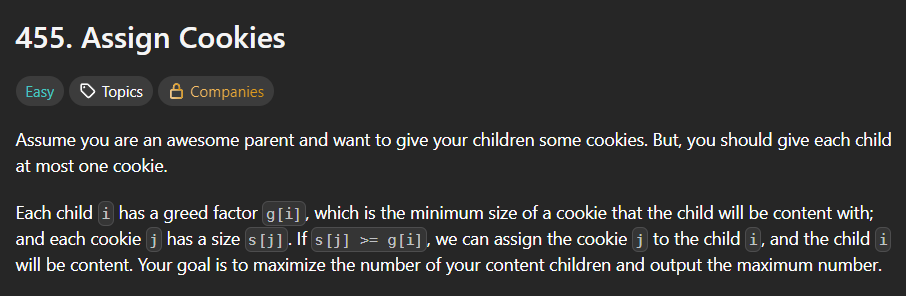 455. Assign Cookies
Easy Topics Companies
Assume you are an awesome parent and want to give your children some cookies. But, you should give each child
at most one cookie.
Each child i has a greed factor g[i], which is the minimum size of a cookie that the child will be content with;
and each cookie j has a size s[j]. If s[j] >= g[i], we can assign the cookie j to the child i, and the child i
will be content. Your goal is to maximize the number of your content children and output the maximum number.